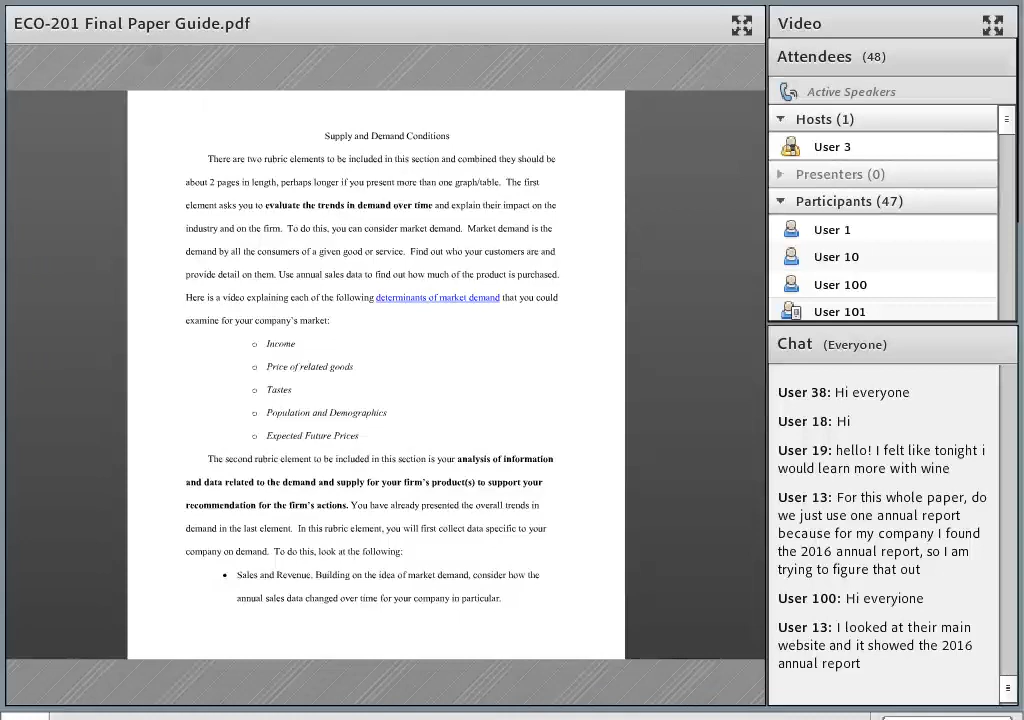 ECO-201 Final Paper Guide.pdf
Supply and Demand Conditions
There are two rubric elements to be included in this section and combined they should be
about 2 pages in length, perhaps longer if you present more than one graph/table. The first
element asks you to evaluate the trends in demand over time and explain their impact on the
industry and on the firm. To do this, you can consider market demand. Market demand is the
demand by all the consumers of a given good or service. Find out who your customers are and
provide detail on them. Use annual sales data to find out how much of the product is purchased.
Here is a video explaining each of the following determinants of market demand that you could
examine for your company's market:
o Income
o Price of related goods
o Tastes
o Population and Demographics
o Expected Future Prices
The second rubric element to be included in this section is your analysis of information
and data related to the demand and supply for your firm's product(s) to support your
recommendation for the firm's actions. You have already presented the overall trends in
demand in the last element. In this rubric element, you will first collect data specific to your
company on demand. To do this, look at the following:
• Sales and Revenue. Building on the idea of market demand, consider how the
annual sales data changed over time for your company in particular.
Video
Attendees (48)
Active Speakers
Hosts (1)
User 3
Presenters (0)
Participants (47)
User 1
User 10
User 100
User 101
Chat (Everyone)
User 38: Hi everyone
User 18: Hi
User 19: hello! I felt like tonight i
would learn more with wine
User 13: For this whole paper, do
we just use one annual report
because for my company I found
the 2016 annual report, so I am
trying to figure that out
User 100: Hi everyione
User 13: I looked at their main
website and it showed the 2016
annual report